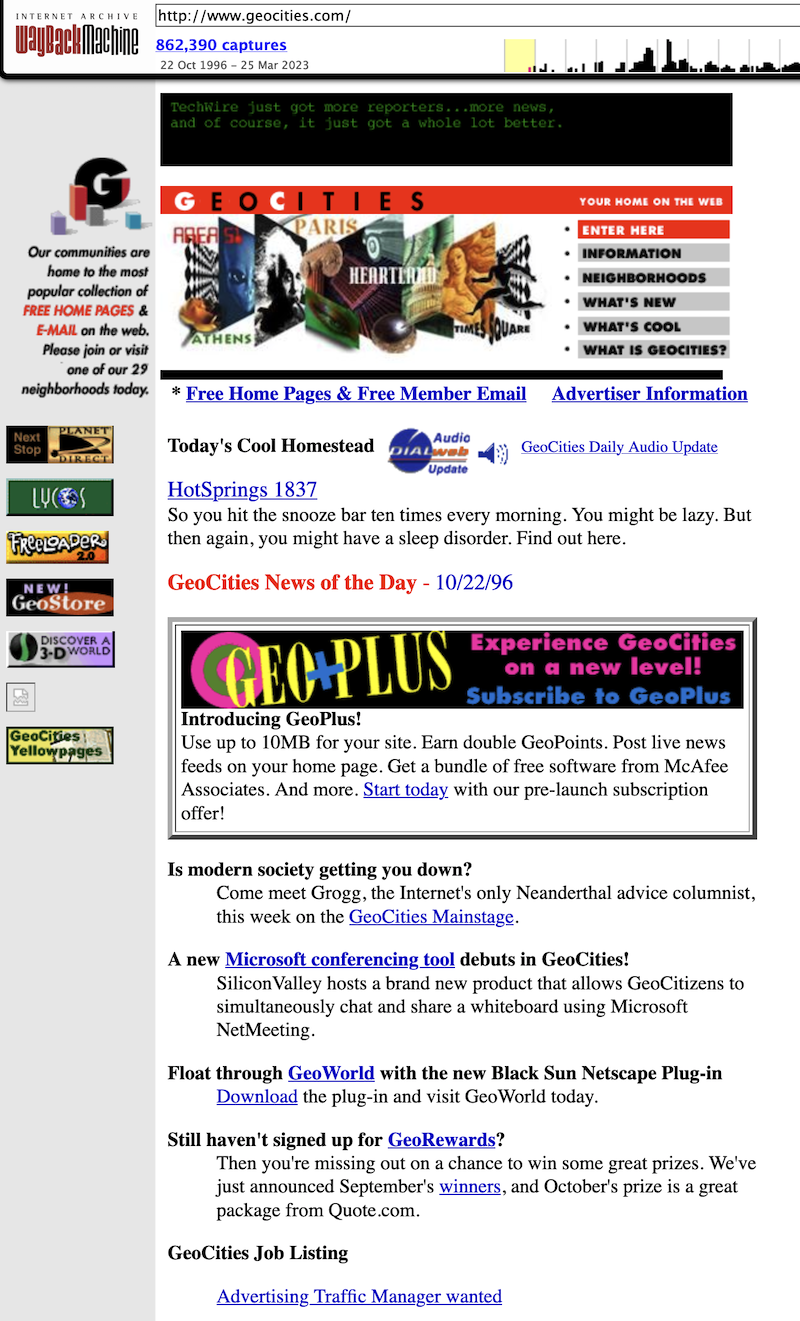 INTERNET ARCHIVE
WayBackMachine
http://www.geocities.com/
862,390 captures
22 Oct 1996 – 25 Mar 2023
TechWire just got more reporters...more news,
and of course, it just got a whole lot better.
G
Our communities are
home to the most
popular collection of
FREE HOME PAGES &
E-MAIL on the web.
Please join or visit
one of our 29
neighborhoods today.
Next
Stop
PLANET
DIRECT
LYCOS
FREELOADER
2.0
NEW!
GeoStore
DISCOVER A
3-D WORLD
GeoCities
Yellowpages
GEOCITIES
YOUR HOME ON THE WEB
AREA 51
PARIS
HEARTLAND
ATHENS
TIMES SQUARE
• ENTER HERE
• INFORMATION
• NEIGHBORHOODS
• WHAT'S NEW
• WHAT'S COOL
• WHAT IS GEOCITIES?
* Free Home Pages & Free Member Email Advertiser Information
Today's Cool Homestead
Audio
DIALweb
Update
GeoCities Daily Audio Update
HotSprings 1837
So you hit the snooze bar ten times every morning. You might be lazy. But
then again, you might have a sleep disorder. Find out here.
GeoCities News of the Day - 10/22/96
GEO+PLUS
Experience GeoCities
on a new level!
Subscribe to GeoPlus
Introducing GeoPlus!
Use up to 10MB for your site. Earn double GeoPoints. Post live news
feeds on your home page. Get a bundle of free software from McAfee
Associates. And more. Start today with our pre-launch subscription
offer!
Is modern society getting you down?
Come meet Grogg, the Internet's only Neanderthal advice columnist,
this week on the GeoCities Mainstage.
A new Microsoft conferencing tool debuts in GeoCities!
SiliconValley hosts a brand new product that allows GeoCitizens to
simultaneously chat and share a whiteboard using Microsoft
NetMeeting.
Float through GeoWorld with the new Black Sun Netscape Plug-in
Download the plug-in and visit GeoWorld today.
Still haven't signed up for GeoRewards?
Then you're missing out on a chance to win some great prizes. We've
just announced September's winners, and October's prize is a great
package from Quote.com.
GeoCities Job Listing
Advertising Traffic Manager wanted